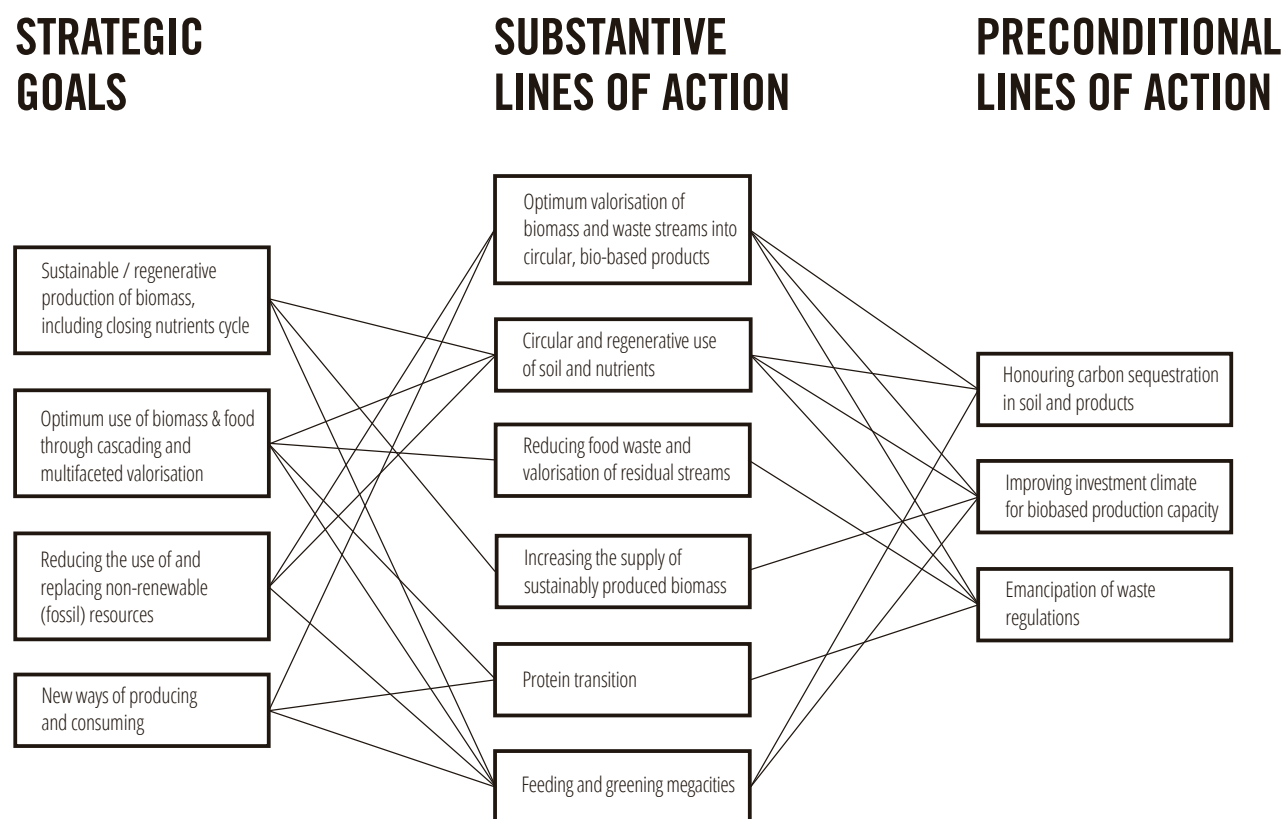 STRATEGIC
GOALS
SUBSTANTIVE
LINES OF ACTION
PRECONDITIONAL
LINES OF ACTION
Sustainable / regenerative
production of biomass,
including closing nutrients cycle
Optimum use of biomass & food
through cascading and
multifaceted valorisation
Reducing the use of and
replacing non-renewable
(fossil) resources
New ways of producing
and consuming
Optimum valorisation of
biomass and waste streams into
circular, bio-based products
Circular and regenerative use
of soil and nutrients
Reducing food waste and
valorisation of residual streams
Increasing the supply of
sustainably produced biomass
Protein transition
Feeding and greening megacities
Honouring carbon sequestration
in soil and products
Improving investment climate
for biobased production capacity
Emancipation of waste
regulations